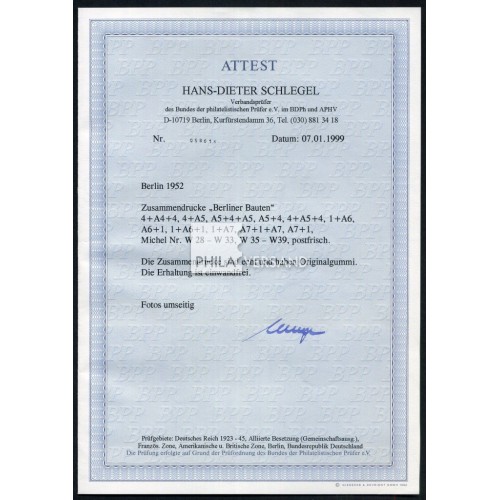 ATTEST
HANS-DIETER SCHLEGEL
Verbandsprüfer
des Bundes der philatelistischen Prüfer e.V. im BDPh und APHV
D-10719 Berlin, Kurfürstendamm 36, Tel. (030) 881 34 18
Nr. Datum: 07.01.1999
Berlin 1952
Zusammendrucke „Berliner Bauten“
4+A4+4, 4+A5, A5+4+A5, A5+4, 4+A5+4, 1+A6,
A6+1, 1+A6+1, 1+A7, A7+1+A7, A7+1,
Michel Nr. W 28 – W 33, W 35 – W39, postfrisch.
Die Originalgummi.
PHILA VERSAND
Die Erhaltung ist einwandfrei.
Fotos umseitig
Prüfgebiete: Deutsches Reich 1923 - 45, Alliierte Besetzung (Gemeinschaftsausg.),
Französ. Zone, Amerikanische u. Britische Zone, Berlin, Bundesrepublik Deutschland
Die Prüfung erfolgte auf Grund der Prüfordnung des Bundes der Philatelistischen Prüfer e.V.